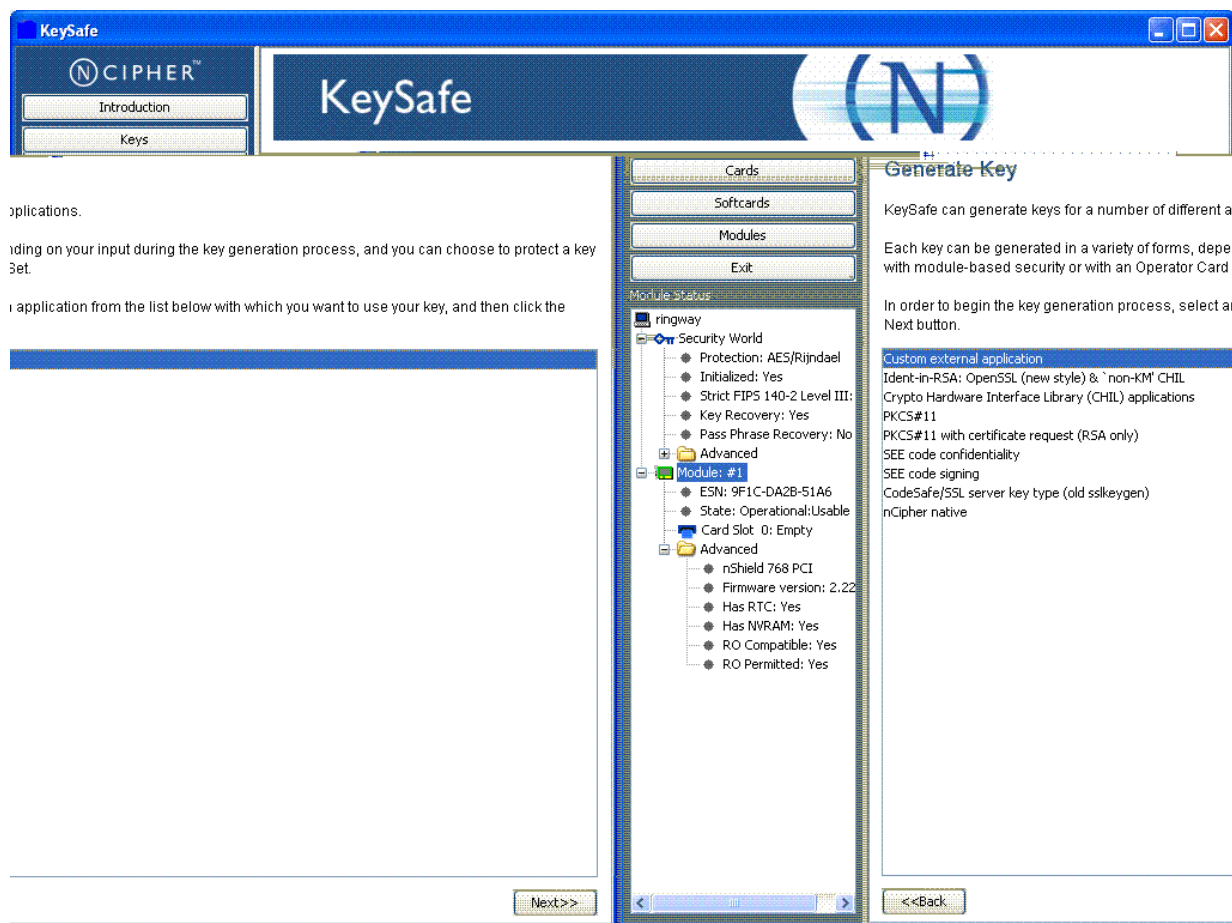 KeySafe
NCIPHER™
Introduction
Keys
KeySafe
(N)
pplications.
nding on your input during the key generation process, and you can choose to protect a key
Set.
application from the list below with which you want to use your key, and then click the
Next>>
Cards
Softcards
Modules
Exit
Module Status
ringway
Security World
Protection: AES/Rijndael
Initialized: Yes
Strict FIPS 140-2 Level III:
Key Recovery: Yes
Pass Phrase Recovery: No
Advanced
Module: #1
ESN: 9F1C-DA2B-51A6
State: Operational:Usable
Card Slot 0: Empty
Advanced
nShield 768 PCI
Firmware version: 2.22
Has RTC: Yes
Has NVRAM: Yes
RO Compatible: Yes
RO Permitted: Yes
Generate Key
KeySafe can generate keys for a number of different a
Each key can be generated in a variety of forms, depe
with module-based security or with an Operator Card
In order to begin the key generation process, select a
Next button.
Custom external application
Ident-in-RSA: OpenSSL (new style) & `non-KM' CHIL
Crypto Hardware Interface Library (CHIL) applications
PKCS#11
PKCS#11 with certificate request (RSA only)
SEE code confidentiality
SEE code signing
CodeSafe/SSL server key type (old sslkeygen)
nCipher native
<<Back